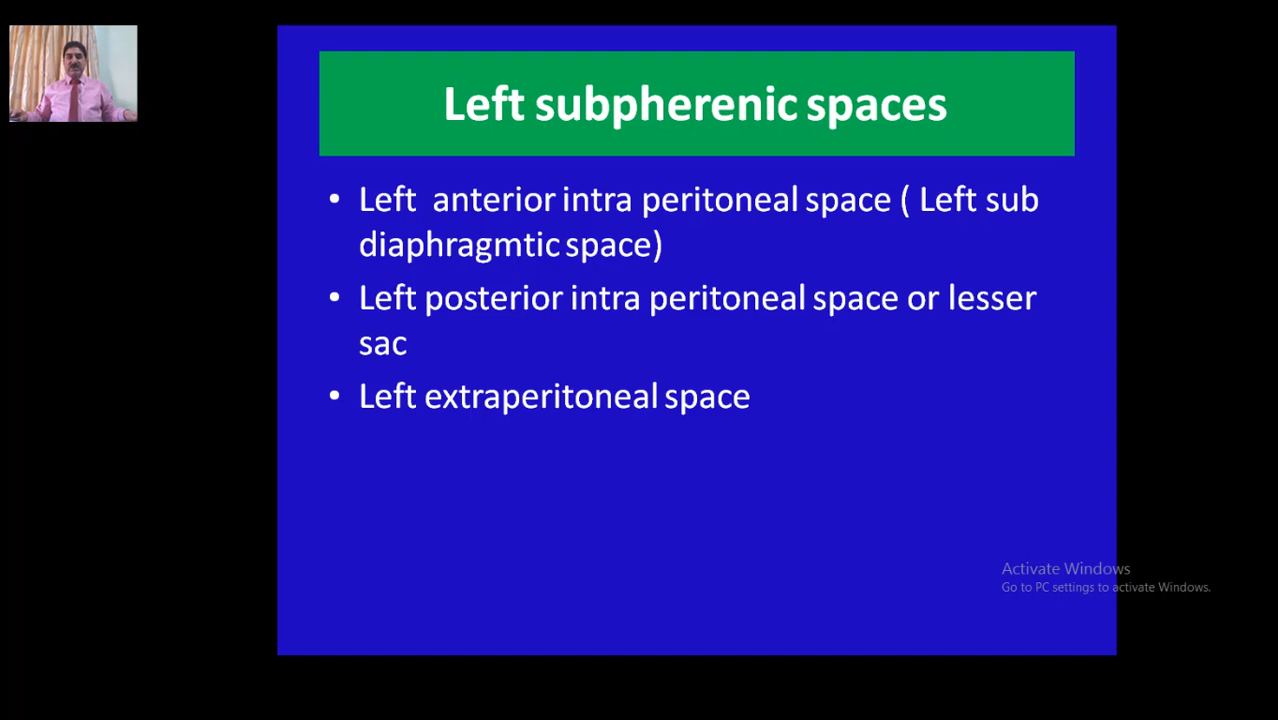 Left subpherenic spaces
• Left anterior intra peritoneal space ( Left sub
diaphragmtic space)
• Left posterior intra peritoneal space or lesser
sac
• Left extraperitoneal space
Activate Windows
Go to PC settings to activate Windows.